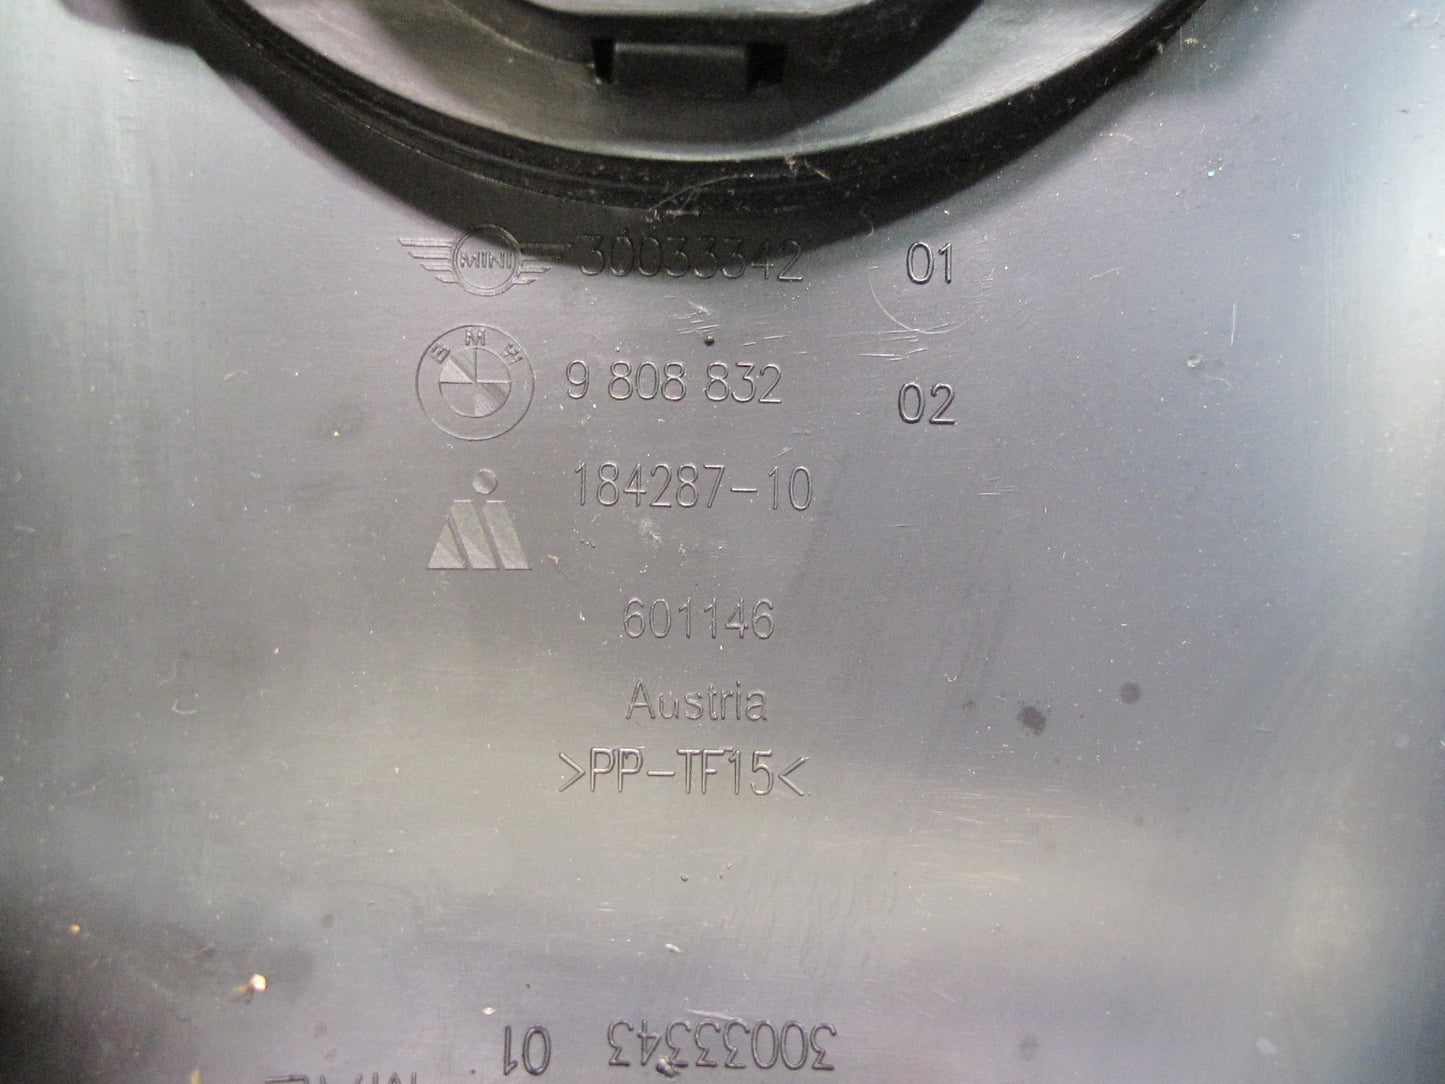 MINI 30033342 01
BMW 9 808 832 02
184287-10
601146
Austria
>PP-TF15<
30033343 01